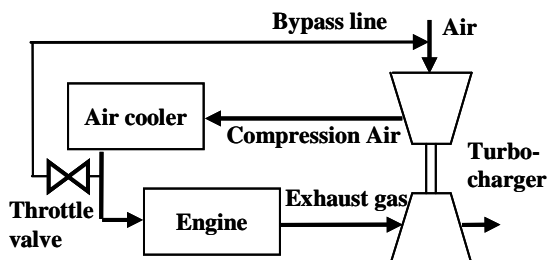 Bypass line
Air
Air cooler
Compression Air
Turbo-
charger
Throttle
valve
Engine
Exhaust gas